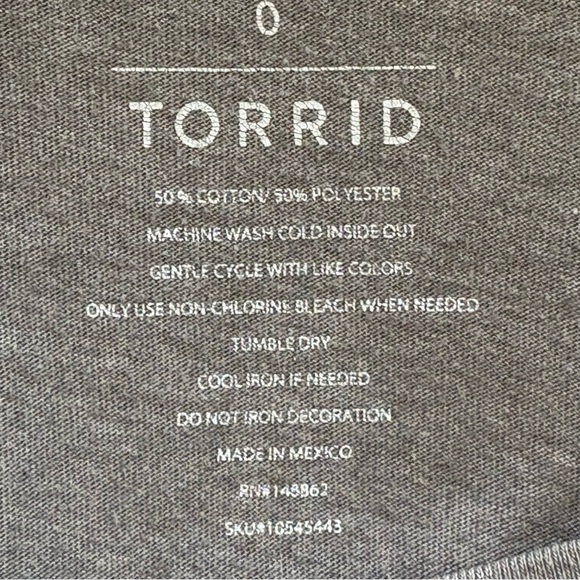 0
TORRID
50% COTTON/ 50% POLYESTER
MACHINE WASH COLD INSIDE OUT
GENTLE CYCLE WITH LIKE COLORS
ONLY USE NON-CHLORINE BLEACH WHEN NEEDED
TUMBLE DRY
COOL IRON IF NEEDED
DO NOT IRON DECORATION
MADE IN MEXICO
RN#148862
SKU#10545443